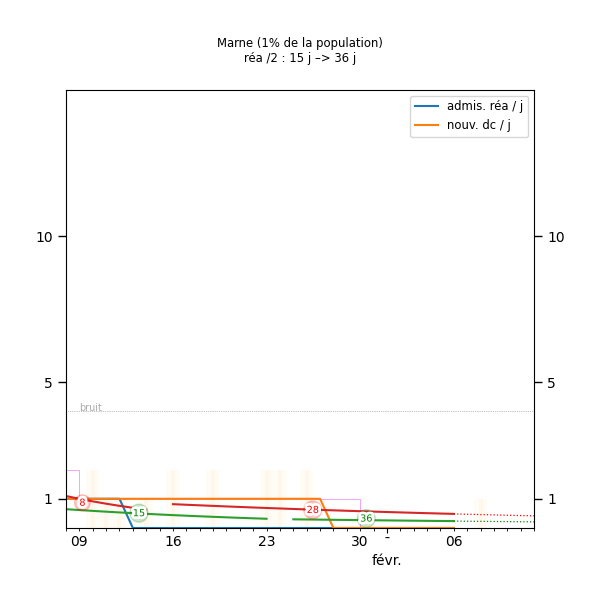 Marne (1% de la population)
réa /2 : 15 j –> 36 j
admis. réa / j
nouv. dc / j
10
10
5
5
bruit
1
1
8
15
28
36
09
16
23
30
-
06
févr.